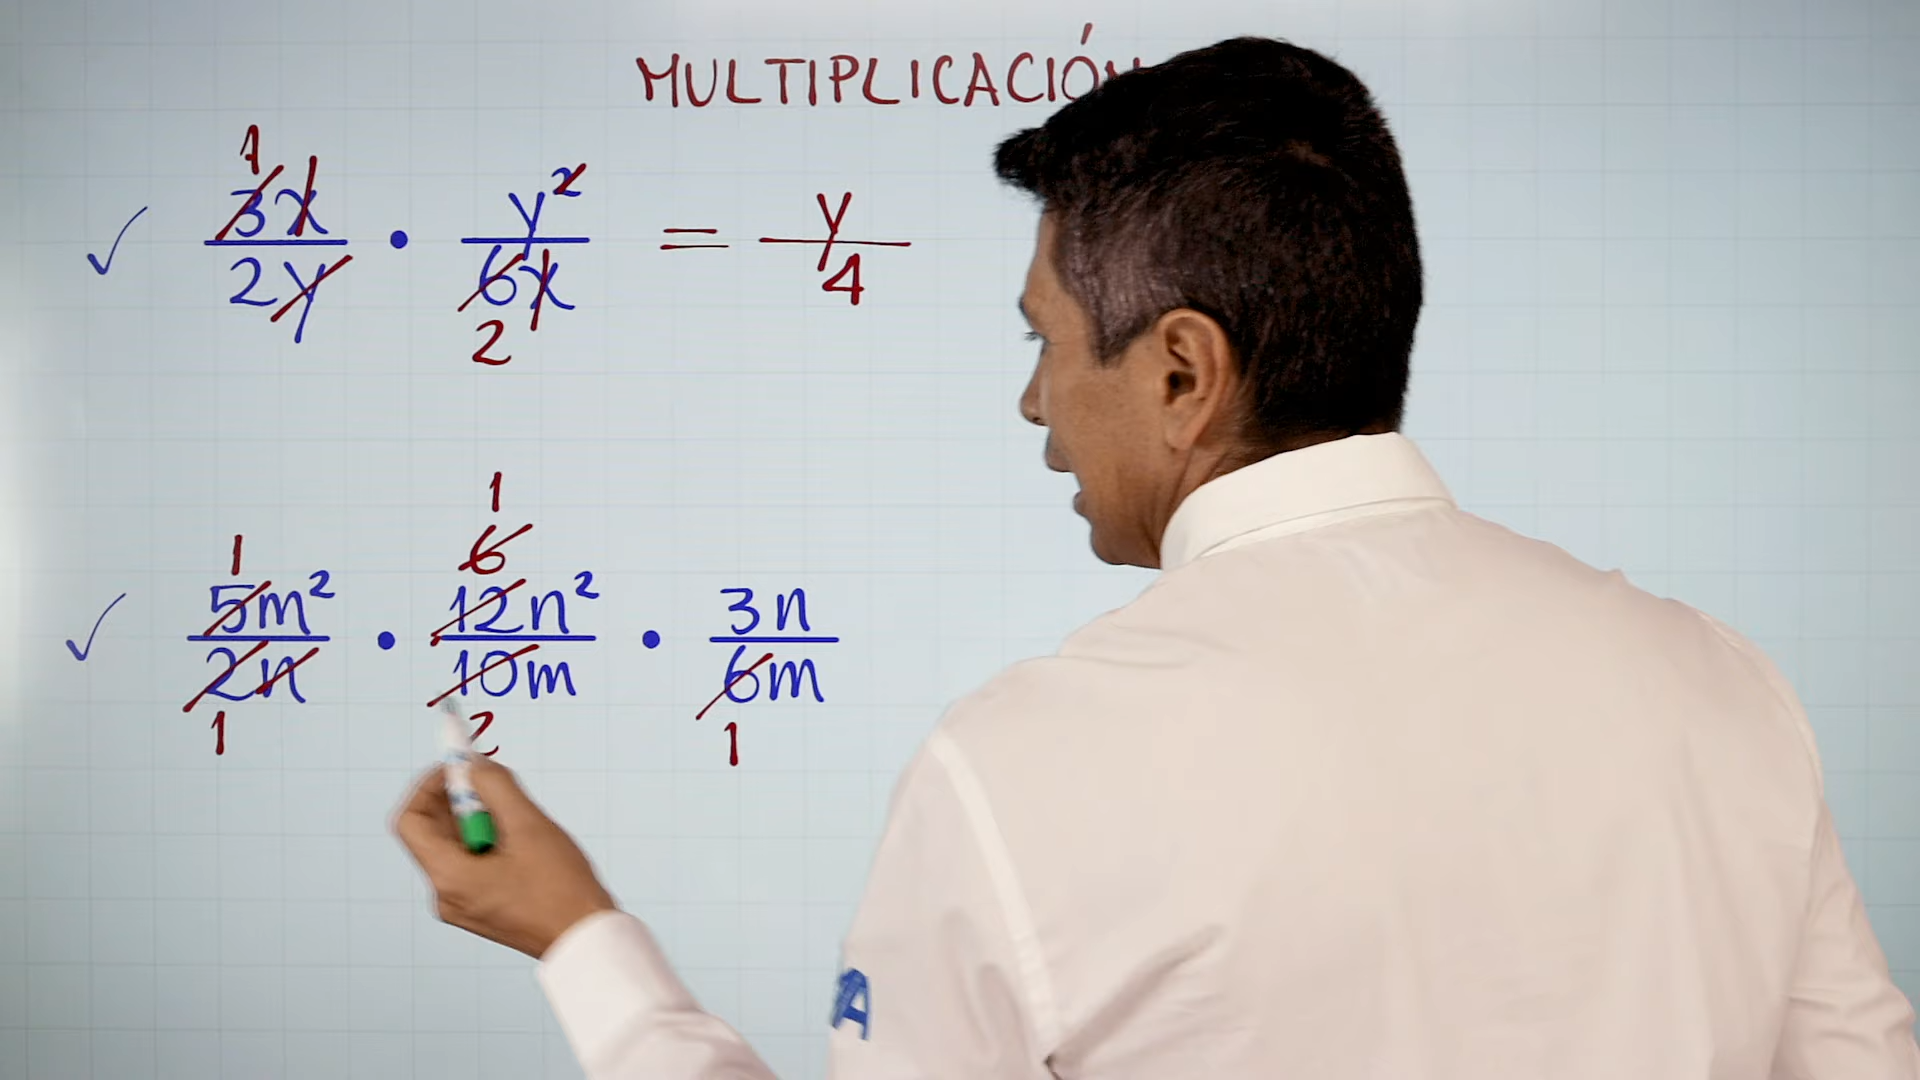 MULTIPLICACIÓN
1
3x/2y • y²/6x = y/4
2
1
1 6
5m²/2n • 12n²/10m • 3n/6m
1 2 1
A